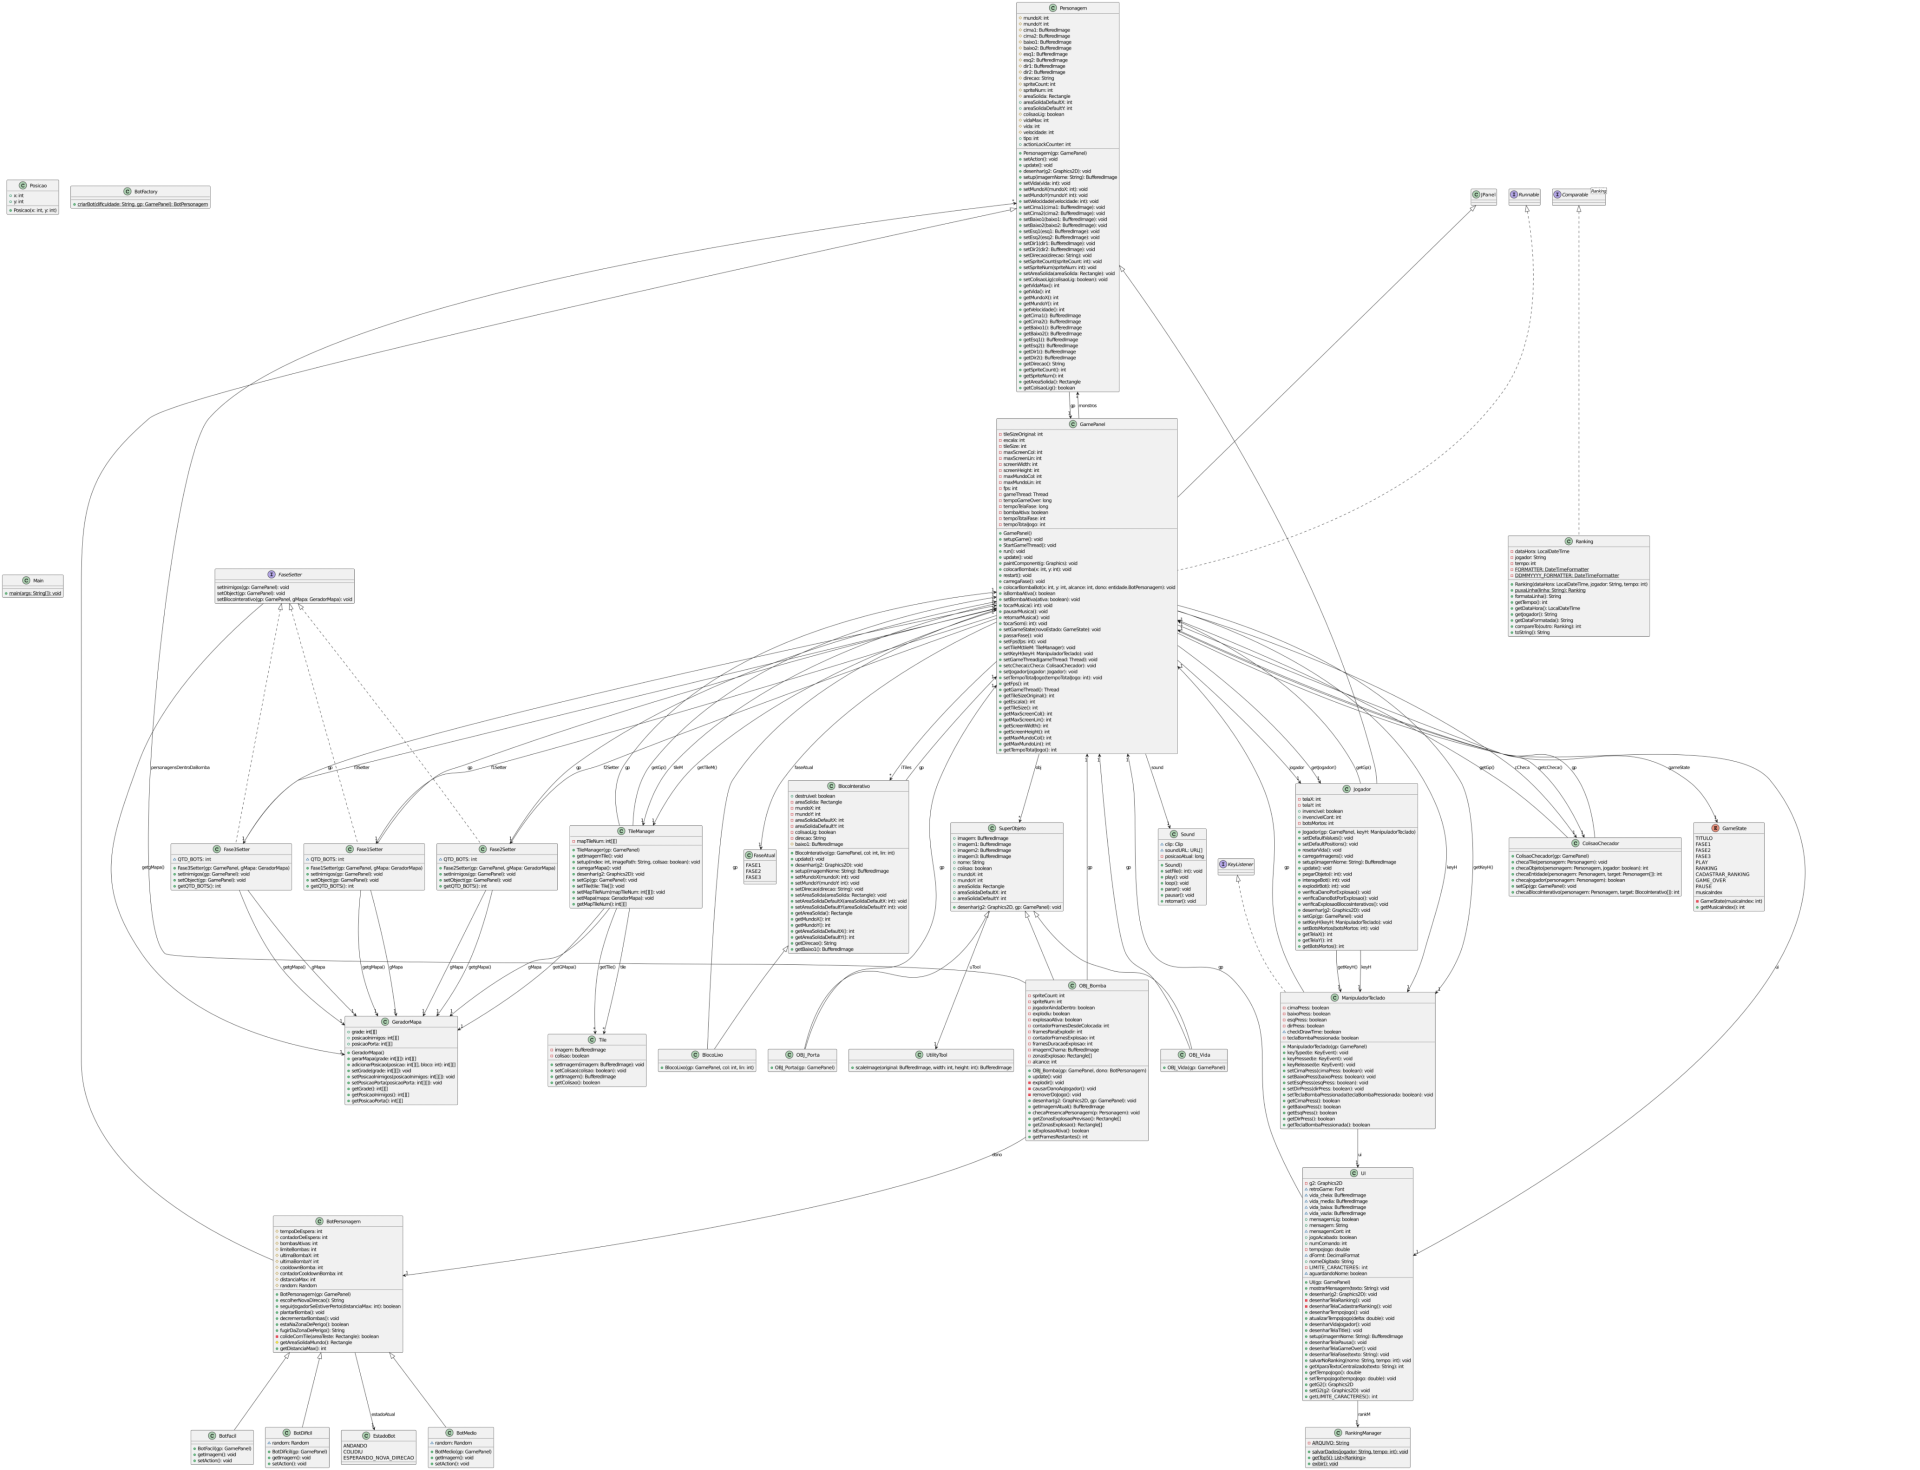 Personagem
mundoX: int
mundoY: int
cima1: BufferedImage
cima2: BufferedImage
baixo1: BufferedImage
baixo2: BufferedImage
esq1: BufferedImage
esq2: BufferedImage
dir1: BufferedImage
dir2: BufferedImage
direcao: String
spriteCount: int
spriteNum: int
areaSolida: Rectangle
areaSolidaDefaultX: int
areaSolidaDefaultY: int
colisaoLig: boolean
vidaMax: int
vida: int
velocidade: int
tipo: int
actionLockCounter: int
Personagem(gp: GamePanel)
setAction(): void
update(): void
desenhar(g2: Graphics2D): void
setup(imagemNome: String): BufferedImage
setVida(vida: int): void
setMundoX(mundoX: int): void
setMundoY(mundoY: int): void
setVelocidade(velocidade: int): void
setCima1(cima1: BufferedImage): void
setCima2(cima2: BufferedImage): void
setBaixo1(baixo1: BufferedImage): void
setBaixo2(baixo2: BufferedImage): void
setEsq1(esq1: BufferedImage): void
setEsq2(esq2: BufferedImage): void
setDir1(dir1: BufferedImage): void
setDir2(dir2: BufferedImage): void
setDirecao(direcao: String): void
setSpriteCount(spriteCount: int): void
setSpriteNum(spriteNum: int): void
setAreaSolida(areaSolida: Rectangle): void
setColisaoLig(colisaoLig: boolean): void
getVidaMax(): int
getVida(): int
getMundoX(): int
getMundoY(): int
getVelocidade(): int
getCima1(): BufferedImage
getCima2(): BufferedImage
getBaixo1(): BufferedImage
getBaixo2(): BufferedImage
getEsq1(): BufferedImage
getEsq2(): BufferedImage
getDir1(): BufferedImage
getDir2(): BufferedImage
getDirecao(): String
getSpriteCount(): int
getSpriteNum(): int
getAreaSolida(): Rectangle
getColisaoLig(): boolean
Posicao
x: int
y: int
Posicao(x: int, y: int)
BotFactory
criarBot(dificuldade: String, gp: GamePanel): BotPersonagem
JPanel
Runnable
Comparable
Ranking
gp
monstros
GamePanel
tileSizeOriginal: int
escala: int
tileSize: int
maxScreenCol: int
maxScreenLin: int
screenWidth: int
screenHeight: int
maxMundoCol: int
maxMundoLin: int
fps: int
gameThread: Thread
tempoGameOver: long
tempoTelaFase: long
bombaAtiva: boolean
tempoTotalFase: int
tempoTotalJogo: int
GamePanel()
setupGame(): void
StartGameThread(): void
run(): void
update(): void
paintComponent(g: Graphics): void
colocarBomba(x: int, y: int): void
restart(): void
carregaFase(): void
colocarBombaBot(x: int, y: int, alcance: int, dono: entidade.BotPersonagem): void
isBombaAtiva(): boolean
setBombaAtiva(ativa: boolean): void
tocarMusica(i: int): void
pausarMusica(): void
retomarMusica(): void
tocarSom(i: int): void
setGameState(novoEstado: GameState): void
passarFase(): void
setFps(fps: int): void
setTileM(tileM: TileManager): void
setKeyH(keyH: ManipuladorTeclado): void
setGameThread(gameThread: Thread): void
setcCheca(cCheca: ColisaoChecador): void
setJogador(jogador: Jogador): void
setTempoTotalJogo(tempoTotalJogo: int): void
getFps(): int
getGameThread(): Thread
getTileSizeOriginal(): int
getEscala(): int
getTileSize(): int
getMaxScreenCol(): int
getMaxScreenLin(): int
getScreenWidth(): int
getScreenHeight(): int
getMaxMundoCol(): int
getMaxMundoLin(): int
getTempoTotalJogo(): int
Ranking
dataHora: LocalDateTime
jogador: String
tempo: int
FORMATTER: DateTimeFormatter
DDMMYYYY_FORMATTER: DateTimeFormatter
Ranking(dataHora: LocalDateTime, jogador: String, tempo: int)
puxaLinha(linha: String): Ranking
formataLinha(): String
getTempo(): int
getDataHora(): LocalDateTime
getJogador(): String
getDataFormatada(): String
compareTo(outro: Ranking): int
toString(): String
Main
main(args: String[]): void
FaseSetter
setInimigos(gp: GamePanel): void
setObject(gp: GamePanel): void
setBlocoInterativo(gp: GamePanel, gMapa: GeradorMapa): void
personagensDentroDaBomba
gp
f3Setter
gp
f1Setter
gp
f2Setter
gp
getGp()
tileM
getTileM()
faseAtual
iTiles
gp
obj
sound
jogador
getJogador()
getGp()
getGp()
cCheca
getcCheca()
gp
gameState
Fase3Setter
QTD_BOTS: int
Fase3Setter(gp: GamePanel, gMapa: GeradorMapa)
setInimigos(gp: GamePanel): void
setObject(gp: GamePanel): void
getQTD_BOTS(): int
Fase1Setter
QTD_BOTS: int
Fase1Setter(gp: GamePanel, gMapa: GeradorMapa)
setInimigos(gp: GamePanel): void
setObject(gp: GamePanel): void
getQTD_BOTS(): int
Fase2Setter
QTD_BOTS: int
Fase2Setter(gp: GamePanel, gMapa: GeradorMapa)
setInimigos(gp: GamePanel): void
setObject(gp: GamePanel): void
getQTD_BOTS(): int
TileManager
mapTileNum: int[][]
TileManager(gp: GamePanel)
getImagemTile(): void
setup(index: int, imagePath: String, colisao: boolean): void
carregarMapa(): void
desenhar(g2: Graphics2D): void
setGp(gp: GamePanel): void
setTile(tile: Tile[]): void
setMapTileNum(mapTileNum: int[][]): void
setMapa(mapa: GeradorMapa): void
getMapTileNum(): int[][]
FaseAtual
FASE1
FASE2
FASE3
BlocoInterativo
destruivel: boolean
areaSolida: Rectangle
mundoX: int
mundoY: int
areaSolidaDefaultX: int
areaSolidaDefaultY: int
colisaoLig: boolean
direcao: String
baixo1: BufferedImage
BlocoInterativo(gp: GamePanel, col: int, lin: int)
update(): void
desenhar(g2: Graphics2D): void
setup(imagemNome: String): BufferedImage
setMundoX(mundoX: int): void
setMundoY(mundoY: int): void
setDirecao(direcao: String): void
setAreaSolida(areaSolida: Rectangle): void
setAreaSolidaDefaultX(areaSolidaDefaultX: int): void
setAreaSolidaDefaultY(areaSolidaDefaultY: int): void
getAreaSolida(): Rectangle
getMundoX(): int
getMundoY(): int
getAreaSolidaDefaultX(): int
getAreaSolidaDefaultY(): int
getDirecao(): String
getBaixo1(): BufferedImage
SuperObjeto
imagem: BufferedImage
imagem1: BufferedImage
imagem2: BufferedImage
imagem3: BufferedImage
nome: String
colisao: boolean
mundoX: int
mundoY: int
areaSolida: Rectangle
areaSolidaDefaultX: int
areaSolidaDefaultY: int
desenhar(g2: Graphics2D, gp: GamePanel): void
Sound
clip: Clip
soundURL: URL[]
posicaoAtual: long
Sound()
setFile(i: int): void
play(): void
loop(): void
parar(): void
pausar(): void
retomar(): void
KeyListener
Jogador
telaX: int
telaY: int
invencivel: boolean
invencivelCont: int
botsMortos: int
Jogador(gp: GamePanel, keyH: ManipuladorTeclado)
setDefaultValues(): void
setDefaultPositions(): void
resetarVida(): void
carregarImagens(): void
setup(imagemNome: String): BufferedImage
update(): void
pegarObjeto(i: int): void
interageBot(i: int): void
explodirBot(i: int): void
verificaDanoPorExplosao(): void
verificaDanoBotPorExplosao(): void
verificaExplosaoBlocosInterativos(): void
desenhar(g2: Graphics2D): void
setGp(gp: GamePanel): void
setKeyH(keyH: ManipuladorTeclado): void
setBotsMortos(botsMortos: int): void
getTelaX(): int
getTelaY(): int
getBotsMortos(): int
ColisaoChecador
ColisaoChecador(gp: GamePanel)
checaTile(personagem: Personagem): void
checaObjeto(personagem: Personagem, jogador: boolean): int
checaEntidade(personagem: Personagem, target: Personagem[]): int
checaJogador(personagem: Personagem): boolean
setGp(gp: GamePanel): void
checaBlocoInterativo(personagem: Personagem, target: BlocoInterativo[]): int
GameState
TITULO
FASE1
FASE2
FASE3
PLAY
RANKING
CADASTRAR_RANKING
GAME_OVER
PAUSE
musicaIndex
GameState(musicaIndex: int)
getMusicaIndex(): int
getgMapa()
gp
gp
gp
gp
gp
keyH
getKeyH()
ui
getgMapa()
gMapa
getgMapa()
gMapa
gMapa
getgMapa()
gMapa
getGMapa()
getTile()
tile
uTool
getKeyH()
keyH
GeradorMapa
grade: int[][]
posicaoInimigos: int[][]
posicaoPorta: int[][]
GeradorMapa()
gerarMapa(grade: int[][]): int[][]
adicionarPosicao(posicao: int[][], bloco: int): int[][]
setGrade(grade: int[][]): void
setPosicaoInimigos(posicaoInimigos: int[][]): void
setPosicaoPorta(posicaoPorta: int[][]): void
getGrade(): int[][]
getPosicaoInimigos(): int[][]
getPosicaoPorta(): int[][]
Tile
imagem: BufferedImage
colisao: boolean
setImagem(imagem: BufferedImage): void
setColisao(colisao: boolean): void
getImagem(): BufferedImage
getColisao(): boolean
BlocoLixo
BlocoLixo(gp: GamePanel, col: int, lin: int)
OBJ_Porta
OBJ_Porta(gp: GamePanel)
UtilityTool
scaleImage(original: BufferedImage, width: int, height: int): BufferedImage
OBJ_Bomba
spriteCount: int
spriteNum: int
jogadorAindaDentro: boolean
explodiu: boolean
explosaoAtiva: boolean
contadorFramesDesdeColocada: int
framesParaExplodir: int
contadorFramesExplosao: int
framesDuracaoExplosao: int
imagemChama: BufferedImage
zonasExplosao: Rectangle[]
alcance: int
OBJ_Bomba(gp: GamePanel, dono: BotPersonagem)
update(): void
explodir(): void
causarDanoAoJogador(): void
removerDoJogo(): void
desenhar(g2: Graphics2D, gp: GamePanel): void
getImagemAtual(): BufferedImage
checaPresencaPersonagem(p: Personagem): void
getZonasExplosaoPrevisao(): Rectangle[]
getZonasExplosao(): Rectangle[]
isExplosaoAtiva(): boolean
getFramesRestantes(): int
OBJ_Vida
OBJ_Vida(gp: GamePanel)
ManipuladorTeclado
cimaPress: boolean
baixoPress: boolean
esqPress: boolean
dirPress: boolean
checkDrawTime: boolean
teclaBombaPressionada: boolean
ManipuladorTeclado(gp: GamePanel)
keyTyped(e: KeyEvent): void
keyPressed(e: KeyEvent): void
keyReleased(e: KeyEvent): void
setCimaPress(cimaPress: boolean): void
setBaixoPress(baixoPress: boolean): void
setEsqPress(esqPress: boolean): void
setDirPress(dirPress: boolean): void
setTeclaBombaPressionada(teclaBombaPressionada: boolean): void
getCimaPress(): boolean
getBaixoPress(): boolean
getEsqPress(): boolean
getDirPress(): boolean
getTeclaBombaPressionada(): boolean
dono
ui
BotPersonagem
tempoDeEspera: int
contadorDeEspera: int
bombasAtivas: int
limiteBombas: int
ultimaBombaX: int
ultimaBombaY: int
cooldownBomba: int
contadorCooldownBomba: int
distanciaMax: int
random: Random
BotPersonagem(gp: GamePanel)
escolherNovaDirecao(): String
seguirJogadorSeEstiverPerto(distanciaMax: int): boolean
plantarBomba(): void
decrementarBombas(): void
estaNaZonaDePerigo(): boolean
fugirDaZonaDePerigo(): String
colideComTile(areaTeste: Rectangle): boolean
getAreaSolidaMundo(): Rectangle
getDistanciaMax(): int
UI
g2: Graphics2D
retroGame: Font
vida_cheia: BufferedImage
vida_media: BufferedImage
vida_baixa: BufferedImage
vida_vazia: BufferedImage
mensagemLig: boolean
mensagem: String
mensagemCont: int
jogoAcabado: boolean
numComando: int
tempoJogo: double
dFormt: DecimalFormat
nomeDigitado: String
LIMITE_CARACTERES: int
aguardandoNome: boolean
UI(gp: GamePanel)
mostrarMensagem(texto: String): void
desenhar(g2: Graphics2D): void
desenharTelaRanking(): void
desenharTelaCadastrarRanking(): void
desenharTempoJogo(): void
atualizarTempoJogo(delta: double): void
desenharVidaJogador(): void
desenharTelaTitle(): void
setup(imagemNome: String): BufferedImage
desenharTelaPausa(): void
desenharTelaGameOver(): void
desenharTelaFase(texto: String): void
salvarNoRanking(nome: String, tempo: int): void
getXparaTextoCentralizado(texto: String): int
getTempoJogo(): double
setTempoJogo(tempoJogo: double): void
getG2(): Graphics2D
setG2(g2: Graphics2D): void
getLIMITE_CARACTERES(): int
estadoAtual
rankM
BotFacil
BotFacil(gp: GamePanel)
getImagem(): void
setAction(): void
BotDificil
random: Random
BotDificil(gp: GamePanel)
getImagem(): void
setAction(): void
EstadoBot
ANDANDO
COLIDIU
ESPERANDO_NOVA_DIRECAO
BotMedio
random: Random
BotMedio(gp: GamePanel)
getImagem(): void
setAction(): void
RankingManager
ARQUIVO: String
salvarDados(jogador: String, tempo: int): void
getTop5(): List<Ranking>
exibir(): void